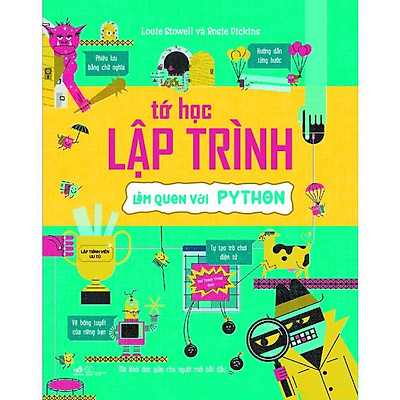 Louie Stowell và Rosie Dickins
Phiêu lưu
bằng chữ nghĩa
Hướng dẫn
từng bước
tớ học
LẬP TRÌNH
Làm quen với PYTHON
LẬP TRÌNH VIÊN
ƯU TÚ
Tự tạo trò chơi
điện tử
Vẽ bông tuyết
của riêng bạn
Mã lệnh đơn giản cho người mới bắt đầu